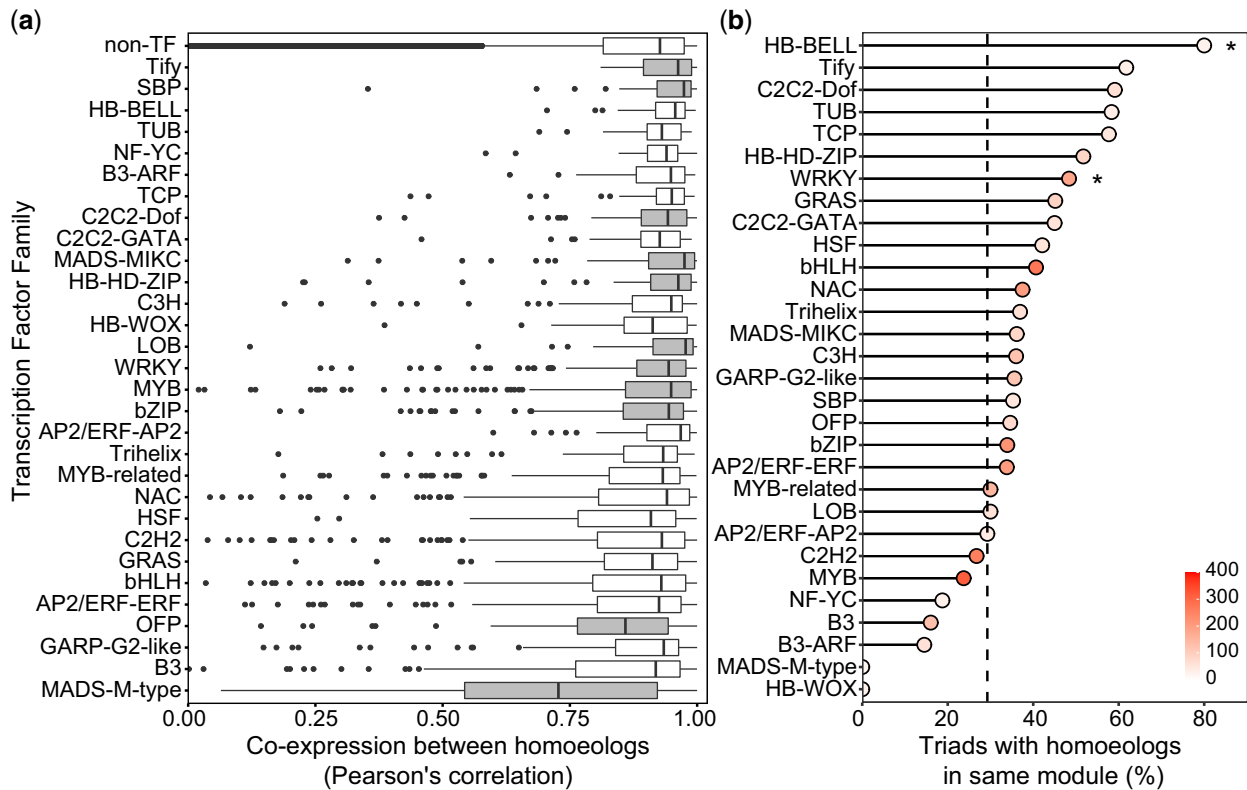 (a)
Transcription Factor Family
non-TF
Tify
SBP
HB-BELL
TUB
NF-YC
B3-ARF
TCP
C2C2-Dof
C2C2-GATA
MADS-MIKC
HB-HD-ZIP
C3H
HB-WOX
LOB
WRKY
MYB
bZIP
AP2/ERF-AP2
Trihelix
MYB-related
NAC
HSF
C2H2
GRAS
bHLH
AP2/ERF-ERF
OFP
GARP-G2-like
B3
MADS-M-type
0.00 0.25 0.50 0.75 1.00
Co-expression between homoeologs
(Pearson's correlation)
(b)
HB-BELL *
Tify
C2C2-Dof
TUB
TCP
HB-HD-ZIP
WRKY *
GRAS
C2C2-GATA
HSF
bHLH
NAC
Trihelix
MADS-MIKC
C3H
GARP-G2-like
SBP
OFP
bZIP
AP2/ERF-ERF
MYB-related
LOB
AP2/ERF-AP2
C2H2
MYB
NF-YC
B3
B3-ARF
MADS-M-type
HB-WOX
400
300
200
100
0
0 20 40 60 80
Triads with homoeologs
in same module (%)